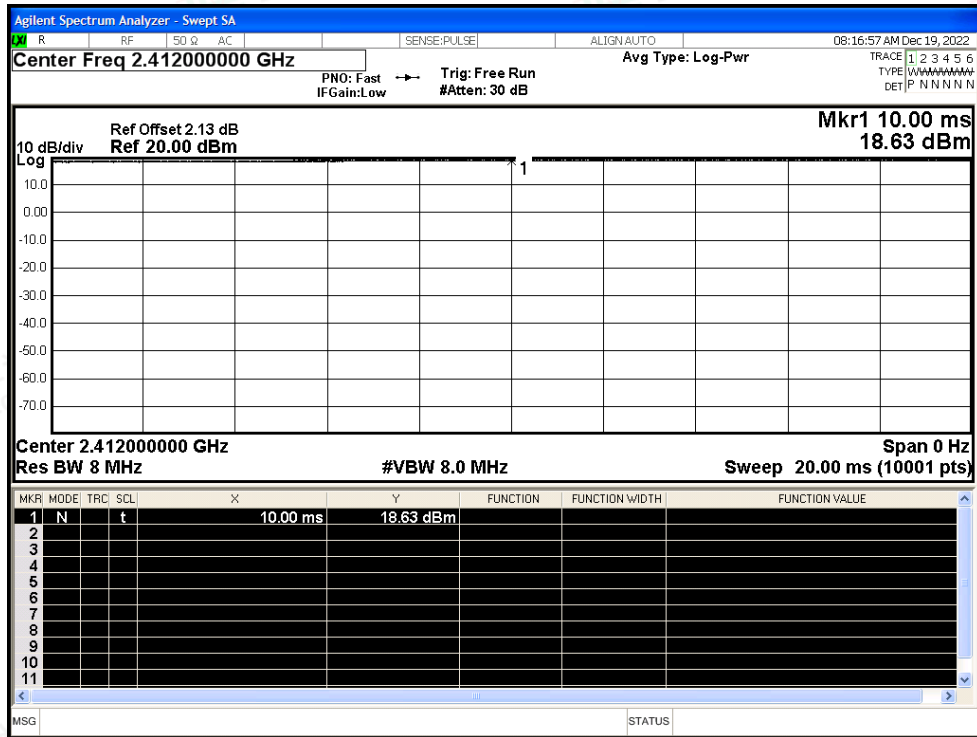 Agilent Spectrum Analyzer - Swept SA
LXI R RF 50 Ω AC SENSE:PULSE ALIGN AUTO 08:16:57 AM Dec 19, 2022
Center Freq 2.412000000 GHz Avg Type: Log-Pwr TRACE 1 2 3 4 5 6
PNO: Fast Trig: Free Run TYPE WWWWWW
IFGain:Low #Atten: 30 dB DET P N N N N N
Mkr1 10.00 ms
Ref Offset 2.13 dB
10 dB/div Ref 20.00 dBm 18.63 dBm
Log
1
10.0
0.00
-10.0
-20.0
-30.0
-40.0
-50.0
-60.0
-70.0
Center 2.412000000 GHz Span 0 Hz
Res BW 8 MHz #VBW 8.0 MHz Sweep 20.00 ms (10001 pts)
MKR MODE TRC SCL X Y FUNCTION FUNCTION WIDTH FUNCTION VALUE
1 N t 10.00 ms 18.63 dBm
2
3
4
5
6
7
8
9
10
11
MSG STATUS